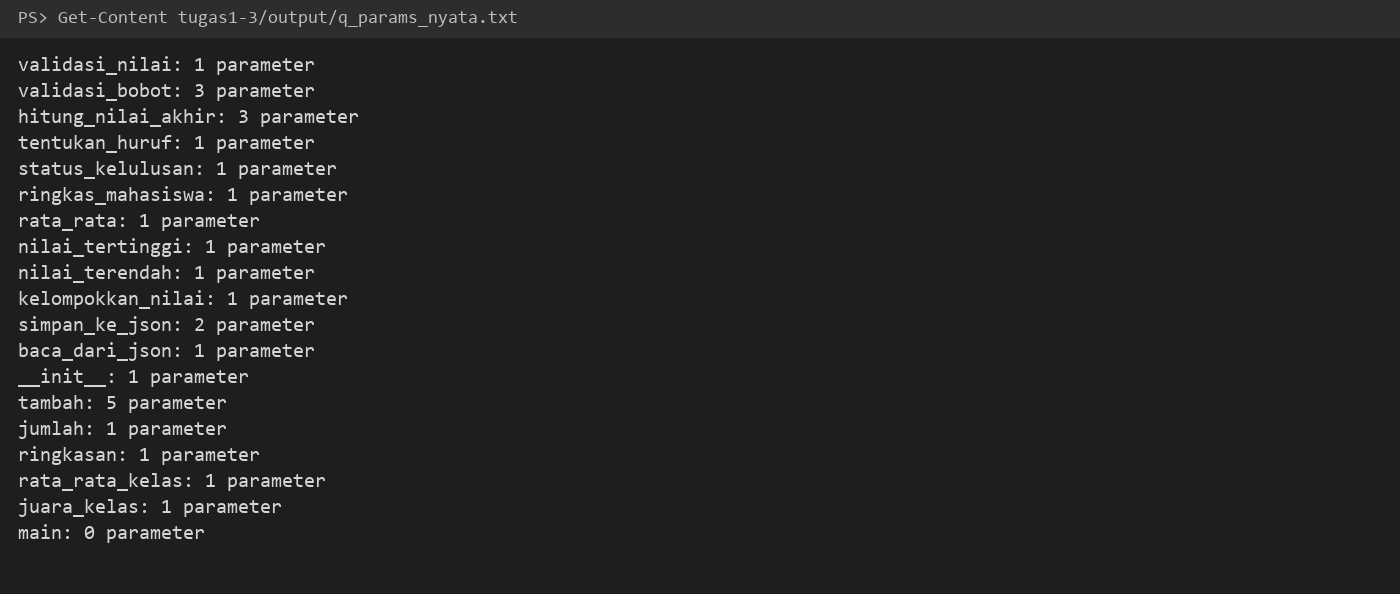 PS> Get-Content tugas1-3/output/q_params_nyata.txt
validasi_nilai: 1 parameter
validasi_bobot: 3 parameter
hitung_nilai_akhir: 3 parameter
tentukan_huruf: 1 parameter
status_kelulusan: 1 parameter
ringkas_mahasiswa: 1 parameter
rata_rata: 1 parameter
nilai_tertinggi: 1 parameter
nilai_terendah: 1 parameter
kelompokkan_nilai: 1 parameter
simpan_ke_json: 2 parameter
baca_dari_json: 1 parameter
__init__: 1 parameter
tambah: 5 parameter
jumlah: 1 parameter
ringkasan: 1 parameter
rata_rata_kelas: 1 parameter
juara_kelas: 1 parameter
main: 0 parameter